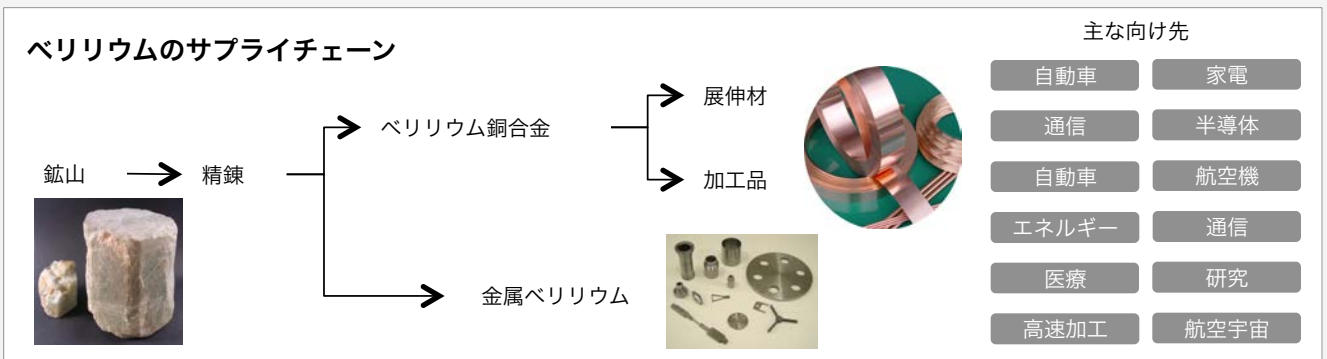 ベリリウムのサプライチェーン
鉱山
精錬
ベリリウム銅合金
展伸材
加工品
金属ベリリウム
主な向け先
自動車 家電
通信 半導体
自動車 航空機
エネルギー 通信
医療 研究
高速加工 航空宇宙